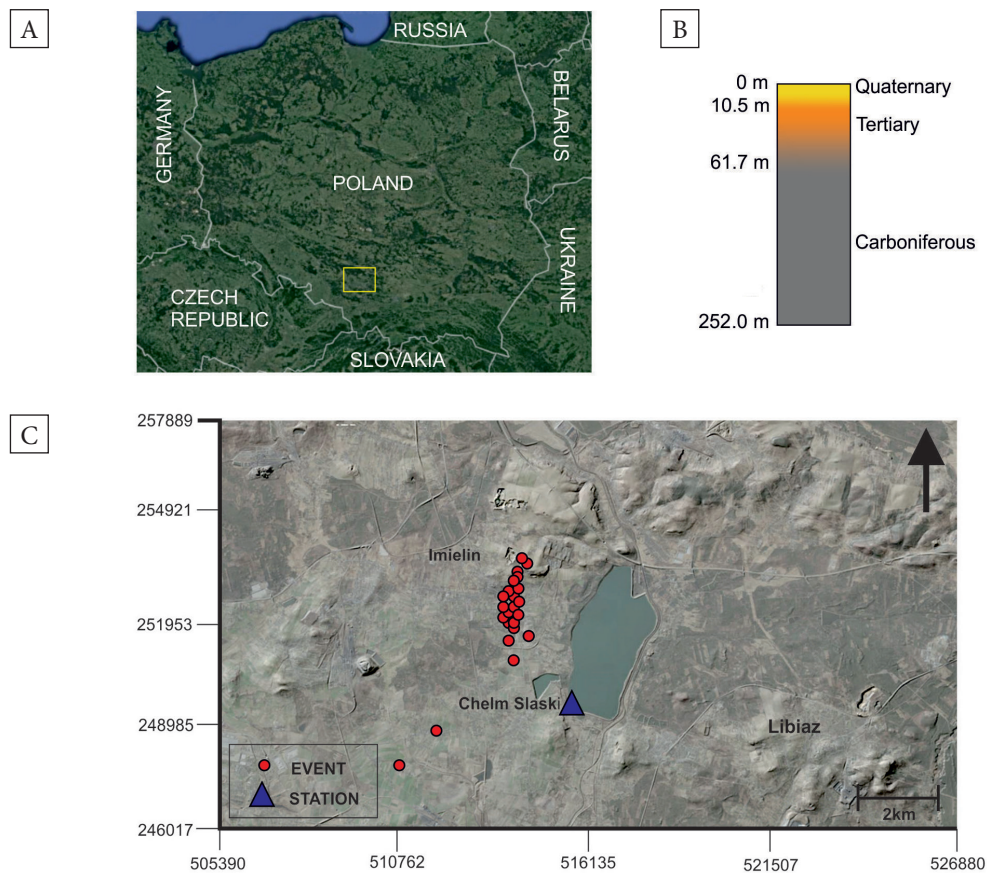 A
RUSSIA
GERMANY
BELARUS
POLAND
UKRAINE
CZECH
REPUBLIC
SLOVAKIA
B
0 m
Quaternary
10.5 m
Tertiary
61.7 m
Carboniferous
252.0 m
C
257889
254921
251953
248985
246017
Imielin
Chelm Slaski
Libiaz
EVENT
STATION
2km
505390
510762
516135
521507
526880